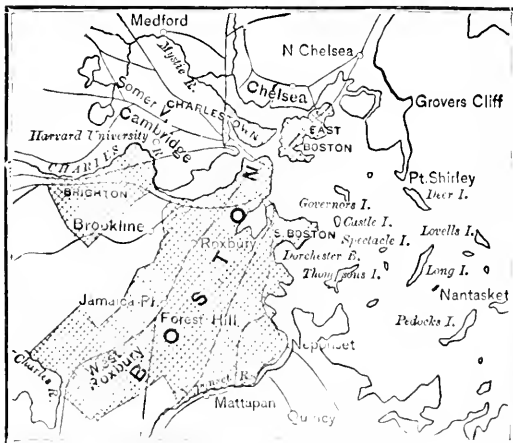 Medford
N Chelsea
Mystic R.
Chelsea
Somer V.
CHARLESTOWN
Grovers Cliff
Cambridge
Harvard University
EAST
BOSTON
CHARLES
Pt. Shirley
Deer I.
BRIGHTON
Governors I.
Castle I.
Lovells I.
Brookline
Roxbury
S. BOSTON
Spectacle I.
Dorchester B.
Thompsons I.
Long I.
Nantasket
Jamaica Pl.
Forest Hill
Pedocks I.
BOSTON
West
Roxbury
Neponset
Charles R.
Neponset R.
Mattapan
Quincy